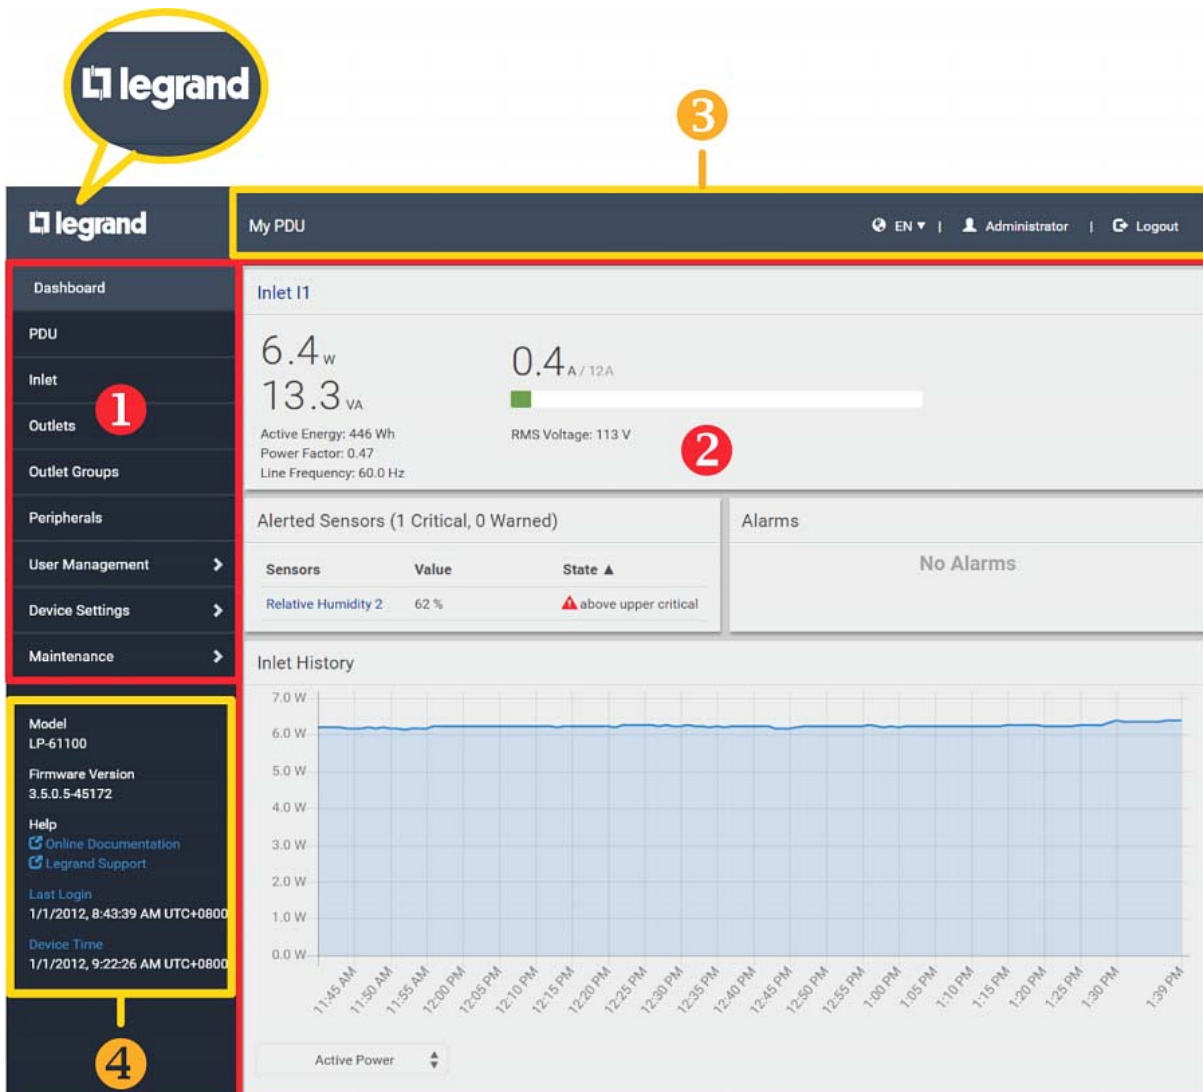 legrand
3
legrand
My PDU
EN ▼ | Administrator | Logout
Dashboard
PDU
Inlet
Outlets
Outlet Groups
Peripherals
User Management
Device Settings
Maintenance
1
Model
LP-61100
Firmware Version
3.5.0.5-45172
Help
Online Documentation
Legrand Support
Last Login
1/1/2012, 8:43:39 AM UTC+0800
Device Time
1/1/2012, 9:22:26 AM UTC+0800
4
Inlet I1
6.4 W
13.3 VA
Active Energy: 446 Wh
Power Factor: 0.47
Line Frequency: 60.0 Hz
0.4 A / 12A
RMS Voltage: 113 V
2
Alerted Sensors (1 Critical, 0 Warned)
Sensors Value State ▲
Relative Humidity 2 62 % above upper critical
Alarms
No Alarms
Inlet History
7.0 W
6.0 W
5.0 W
4.0 W
3.0 W
2.0 W
1.0 W
0.0 W
11:45 AM 11:50 AM 11:55 AM 12:00 PM 12:05 PM 12:10 PM 12:15 PM 12:20 PM 12:25 PM 12:30 PM 12:35 PM 12:40 PM 12:45 PM 12:50 PM 12:55 PM 1:00 PM 1:05 PM 1:10 PM 1:15 PM 1:20 PM 1:25 PM 1:30 PM 1:39 PM
Active Power